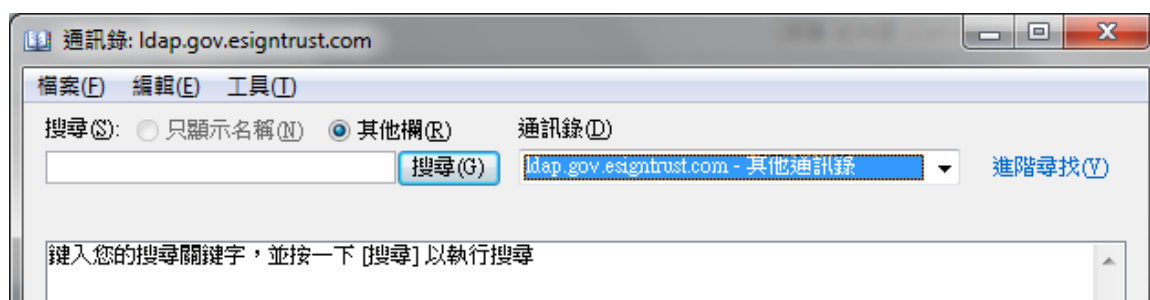 通訊錄: ldap.gov.esigntrust.com
檔案(F) 編輯(E) 工具(T)
搜尋(S): 只顯示名稱(N) 其他欄(R) 通訊錄(D)
搜尋(G) ldap.gov.esigntrust.com - 其他通訊錄 進階尋找(V)
鍵入您的搜尋關鍵字，並按一下 [搜尋] 以執行搜尋